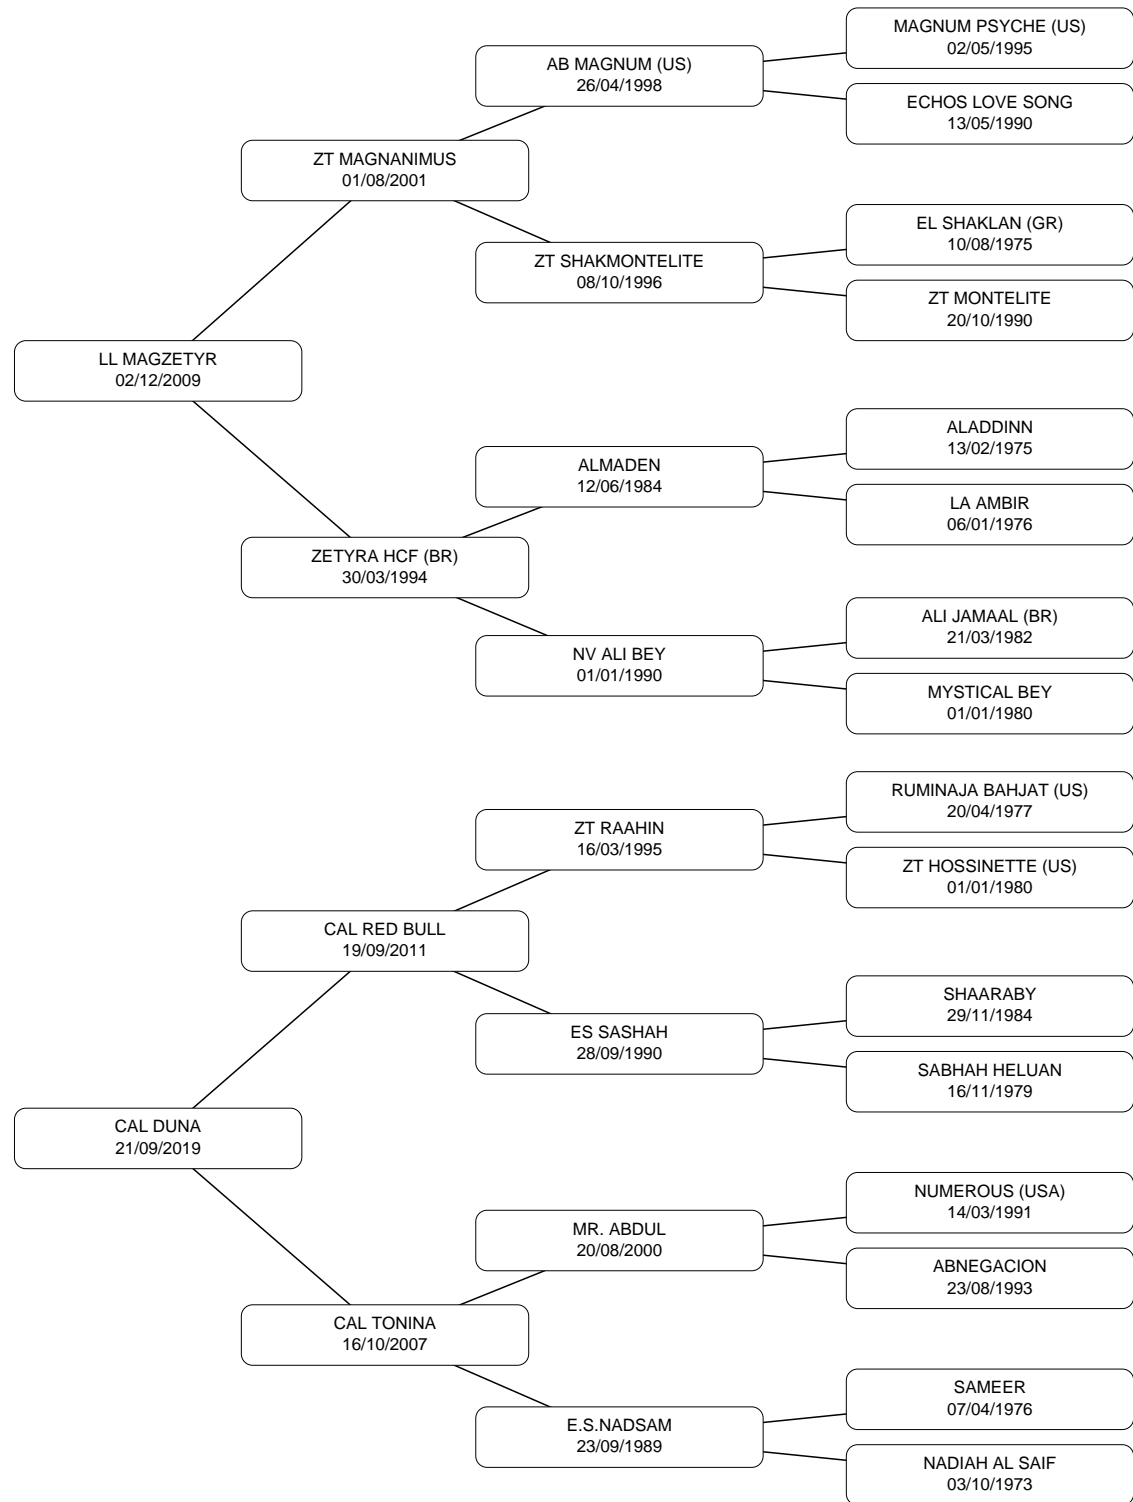 MAGNUM PSYCHE (US)
02/05/1995
AB MAGNUM (US)
26/04/1998
ECHOS LOVE SONG
13/05/1990
ZT MAGNANIMUS
01/08/2001
EL SHAKLAN (GR)
10/08/1975
ZT SHAKMONTELITE
08/10/1996
ZT MONTELITE
20/10/1990
LL MAGZETYR
02/12/2009
ALADDINN
13/02/1975
ALMADEN
12/06/1984
LA AMBIR
06/01/1976
ZETYRA HCF (BR)
30/03/1994
ALI JAMAAL (BR)
21/03/1982
NV ALI BEY
01/01/1990
MYSTICAL BEY
01/01/1980
RUMINAJA BAHJAT (US)
20/04/1977
ZT RAAHIN
16/03/1995
ZT HOSSINETTE (US)
01/01/1980
CAL RED BULL
19/09/2011
SHAARABY
29/11/1984
ES SASHAH
28/09/1990
SABHAH HELUAN
16/11/1979
CAL DUNA
21/09/2019
NUMEROUS (USA)
14/03/1991
MR. ABDUL
20/08/2000
ABNEGACION
23/08/1993
CAL TONINA
16/10/2007
SAMEER
07/04/1976
E.S.NADSAM
23/09/1989
NADIAH AL SAIF
03/10/1973